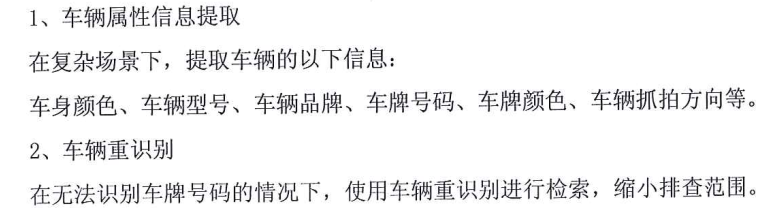 1、车辆属性信息提取
在复杂场景下，提取车辆的以下信息：
车身颜色、车辆型号、车辆品牌、车牌号码、车牌颜色、车辆抓拍方向等。
2、车辆重识别
在无法识别车牌号码的情况下，使用车辆重识别进行检索，缩小排查范围。